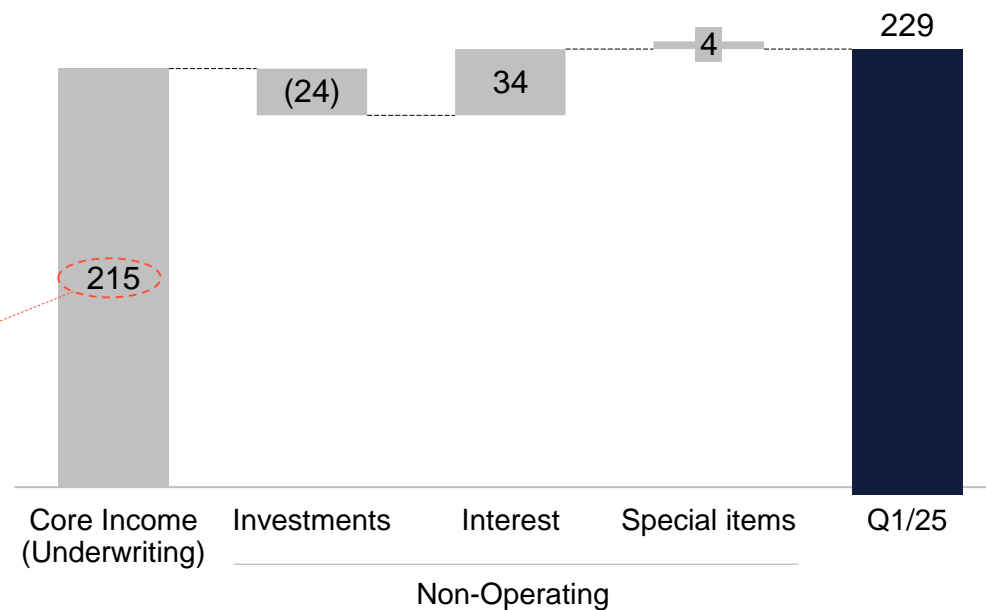 229
4
(24)
34
215
Core Income
(Underwriting)
Investments
Interest
Special items
Q1/25
Non-Operating